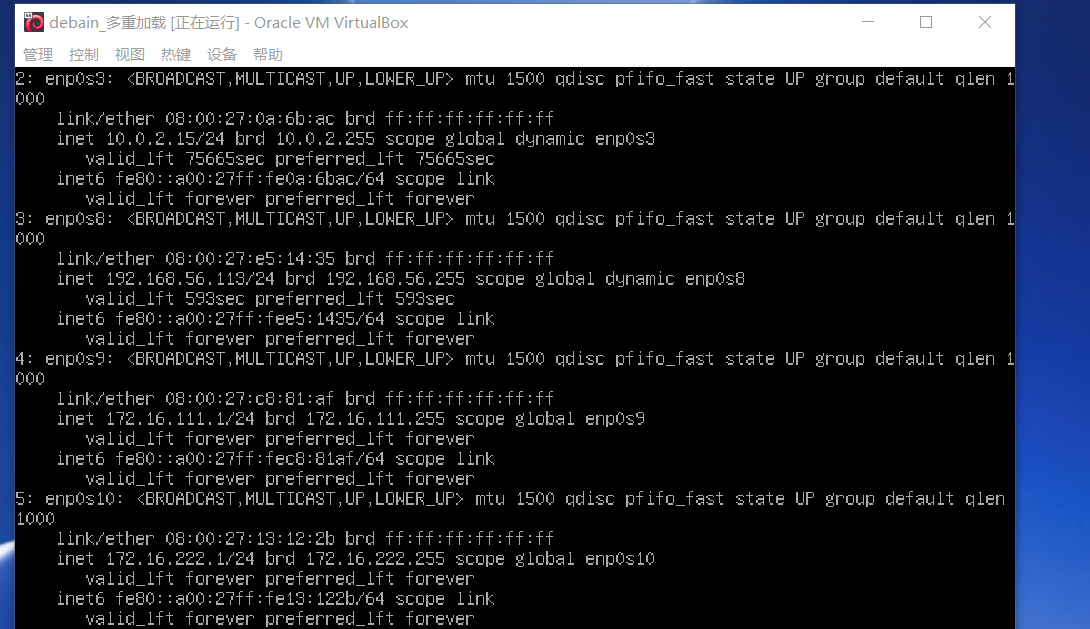 debain_多重加载 [正在运行] - Oracle VM VirtualBox
管理 控制 视图 热键 设备 帮助
2: enp0s3: <BROADCAST,MULTICAST,UP,LOWER_UP> mtu 1500 qdisc pfifo_fast state UP group default qlen 1
000
link/ether 08:00:27:0a:6b:ac brd ff:ff:ff:ff:ff:ff
inet 10.0.2.15/24 brd 10.0.2.255 scope global dynamic enp0s3
valid_lft 75665sec preferred_lft 75665sec
inet6 fe80::a00:27ff:fe0a:6bac/64 scope link
valid_lft forever preferred_lft forever
3: enp0s8: <BROADCAST,MULTICAST,UP,LOWER_UP> mtu 1500 qdisc pfifo_fast state UP group default qlen 1
000
link/ether 08:00:27:e5:14:35 brd ff:ff:ff:ff:ff:ff
inet 192.168.56.113/24 brd 192.168.56.255 scope global dynamic enp0s8
valid_lft 593sec preferred_lft 593sec
inet6 fe80::a00:27ff:fee5:1435/64 scope link
valid_lft forever preferred_lft forever
4: enp0s9: <BROADCAST,MULTICAST,UP,LOWER_UP> mtu 1500 qdisc pfifo_fast state UP group default qlen 1
000
link/ether 08:00:27:c8:81:af brd ff:ff:ff:ff:ff:ff
inet 172.16.111.1/24 brd 172.16.111.255 scope global enp0s9
valid_lft forever preferred_lft forever
inet6 fe80::a00:27ff:fec8:81af/64 scope link
valid_lft forever preferred_lft forever
5: enp0s10: <BROADCAST,MULTICAST,UP,LOWER_UP> mtu 1500 qdisc pfifo_fast state UP group default qlen
1000
link/ether 08:00:27:13:12:2b brd ff:ff:ff:ff:ff:ff
inet 172.16.222.1/24 brd 172.16.222.255 scope global enp0s10
valid_lft forever preferred_lft forever
inet6 fe80::a00:27ff:fe13:122b/64 scope link
valid_lft forever preferred_lft forever